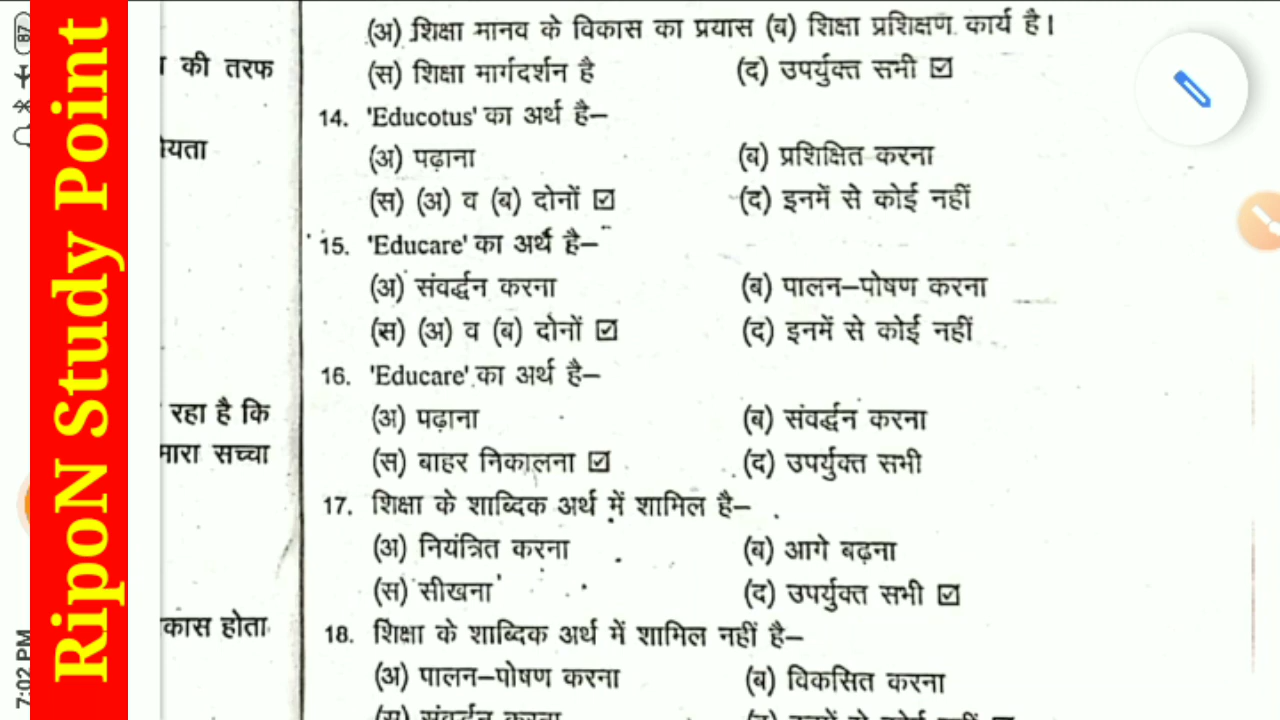 RipoN Study Point
87
7:02 PM
की तरफ
रहा है कि
सच्चा
होता
(अ) शिक्षा मानव के विकास का प्रयास (ब) शिक्षा प्रशिक्षण कार्य है।
(स) शिक्षा मार्गदर्शन है (द) उपर्युक्त सभी ☑
14. 'Educotus' का अर्थ है–
(अ) पढ़ाना (ब) प्रशिक्षित करना
(स) (अ) व (ब) दोनों ☑ (द) इनमें से कोई नहीं
15. 'Educare' का अर्थ है–
(अ) संवर्द्धन करना (ब) पालन–पोषण करना
(स) (अ) व (ब) दोनों ☑ (द) इनमें से कोई नहीं
16. 'Educare' का अर्थ है–
(अ) पढ़ाना (ब) संवर्द्धन करना
(स) बाहर निकालना ☑ (द) उपर्युक्त सभी
17. शिक्षा के शाब्दिक अर्थ में शामिल है–
(अ) नियंत्रित करना (ब) आगे बढ़ना
(स) सीखना (द) उपर्युक्त सभी ☑
18. शिक्षा के शाब्दिक अर्थ में शामिल नहीं है–
(अ) पालन–पोषण करना (ब) विकसित करना